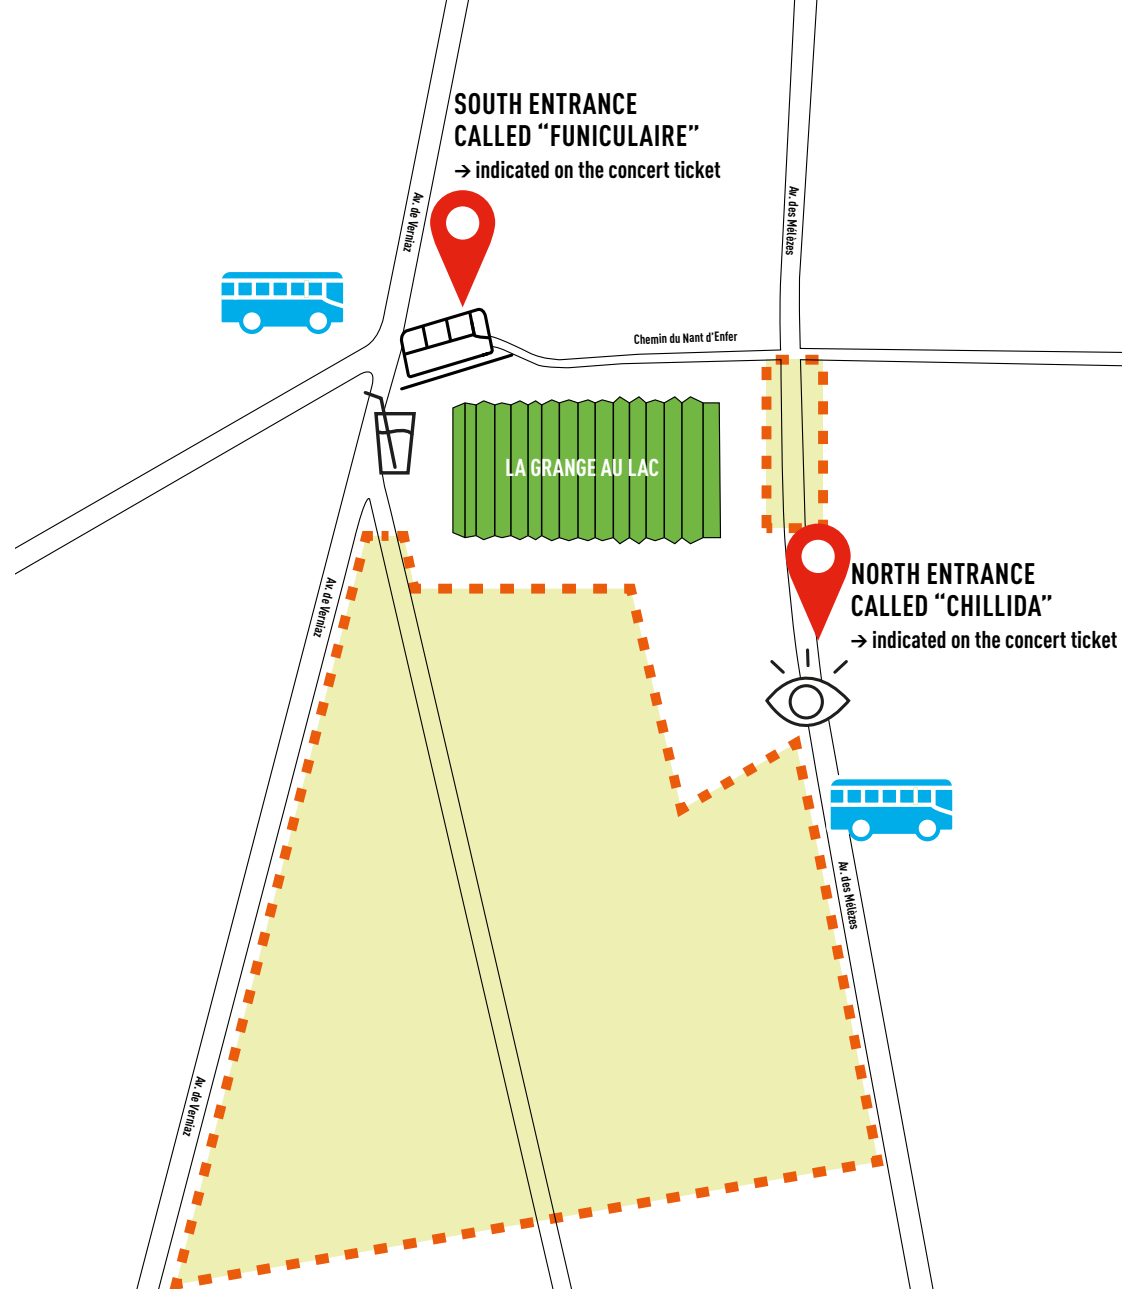 SOUTH ENTRANCE
CALLED “FUNICULAIRE”
→ indicated on the concert ticket
Av. de Verniaz
Av. des Mélèzes
Chemin du Nant d’Enfer
LA GRANGE AU LAC
NORTH ENTRANCE
CALLED “CHILLIDA”
→ indicated on the concert ticket
Av. de Verniaz
Av. des Mélèzes
Av. de Verniaz